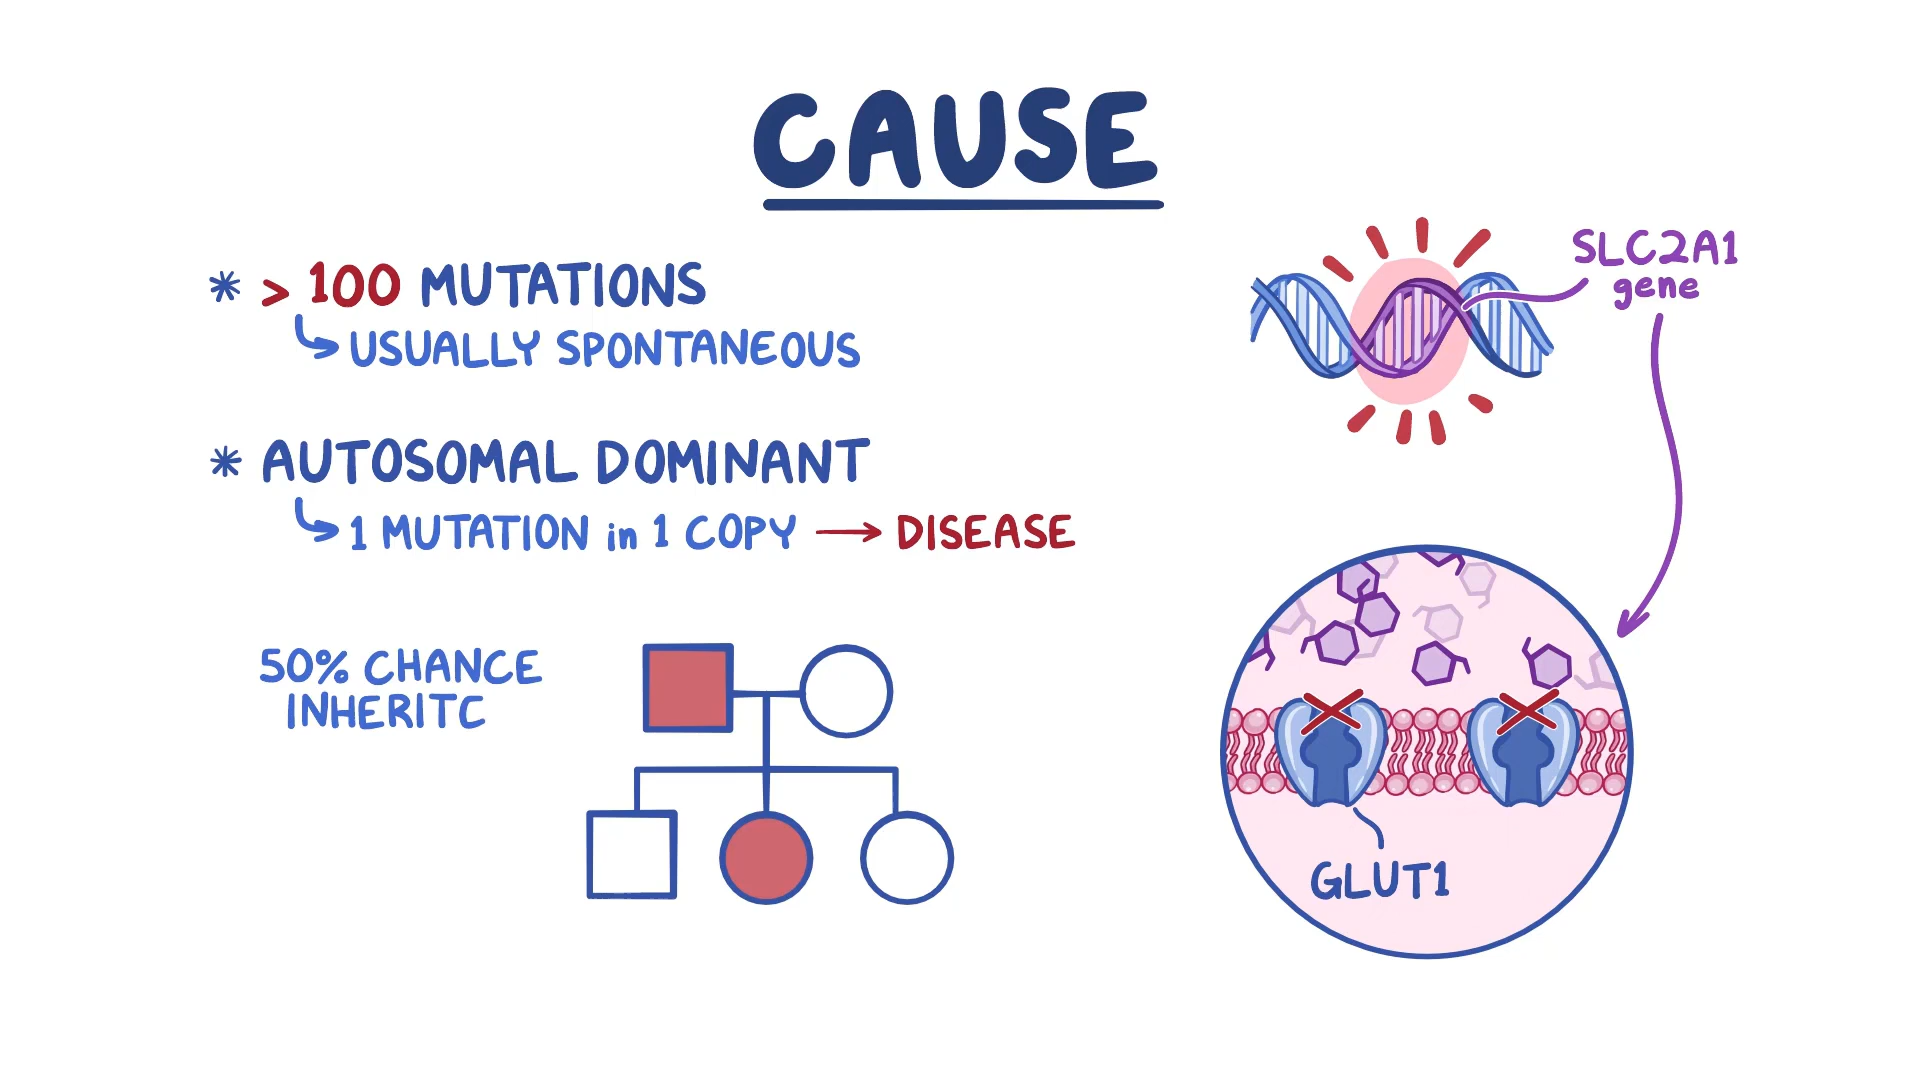 CAUSE
* > 100 MUTATIONS
USUALLY SPONTANEOUS
* AUTOSOMAL DOMINANT
1 MUTATION in 1 COPY → DISEASE
50% CHANCE
INHERITC
SLC2A1
gene
GLUT1